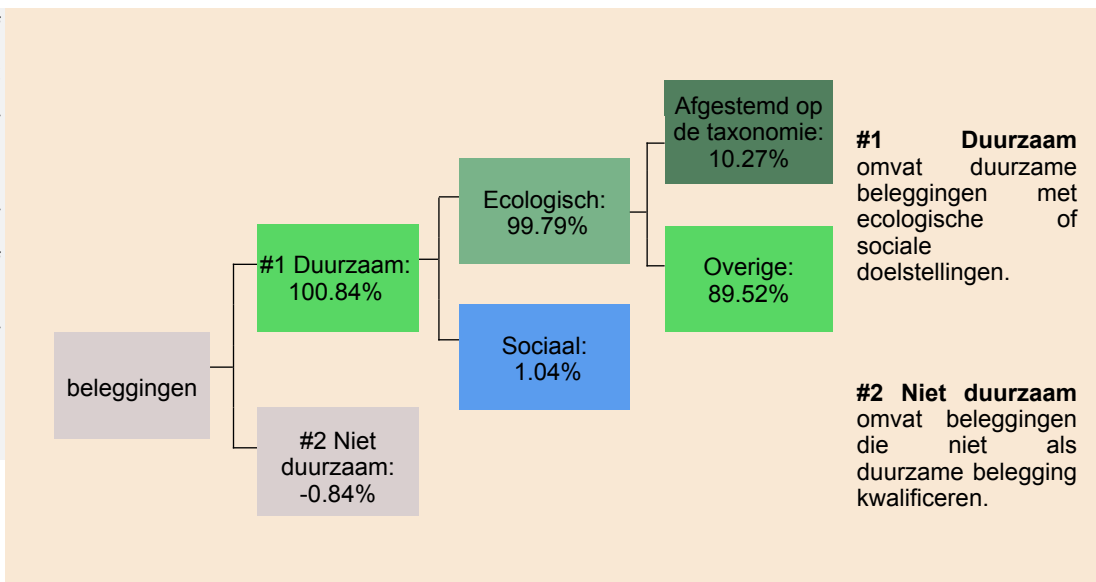 Afgestemd op
de taxonomie:
10.27%
Ecologisch:
99.79%
#1 Duurzaam:
100.84%
Overige:
89.52%
Sociaal:
1.04%
beleggingen
#2 Niet
duurzaam:
-0.84%
#1 Duurzaam
omvat duurzame
beleggingen met
ecologische of
sociale
doelstellingen.
#2 Niet duurzaam
omvat beleggingen
die niet als
duurzame belegging
kwalificeren.